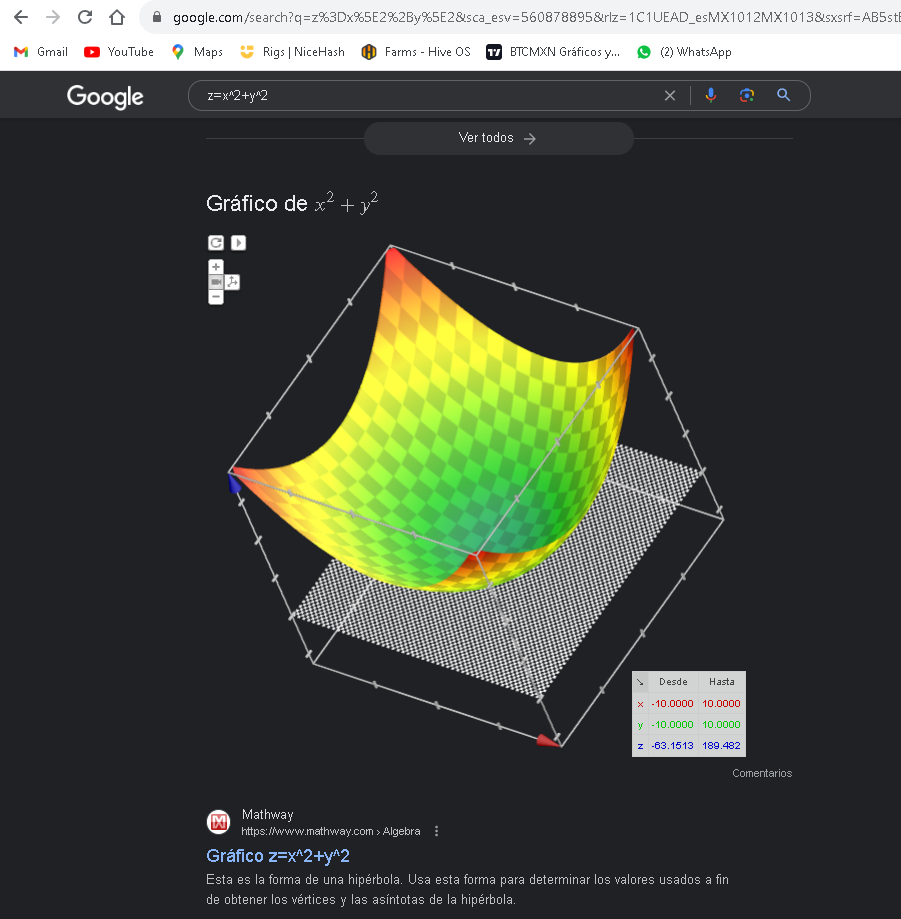 google.com/search?q=z%3Dx%5E2%2By%5E2&sca_esv=560878895&rlz=1C1UEAD_esMX1012MX1013&sxsrf=AB5stB
Gmail YouTube Maps Rigs | NiceHash Farms - Hive OS BTCMXN Gráficos y... (2) WhatsApp
Google z=x^2+y^2
Ver todos
Gráfico de x² + y²
Desde Hasta
x -10.0000 10.0000
y -10.0000 10.0000
z -63.1513 189.482
Comentarios
Mathway
https://www.mathway.com › Algebra
Gráfico z=x^2+y^2
Esta es la forma de una hipérbola. Usa esta forma para determinar los valores usados a fin
de obtener los vértices y las asíntotas de la hipérbola.